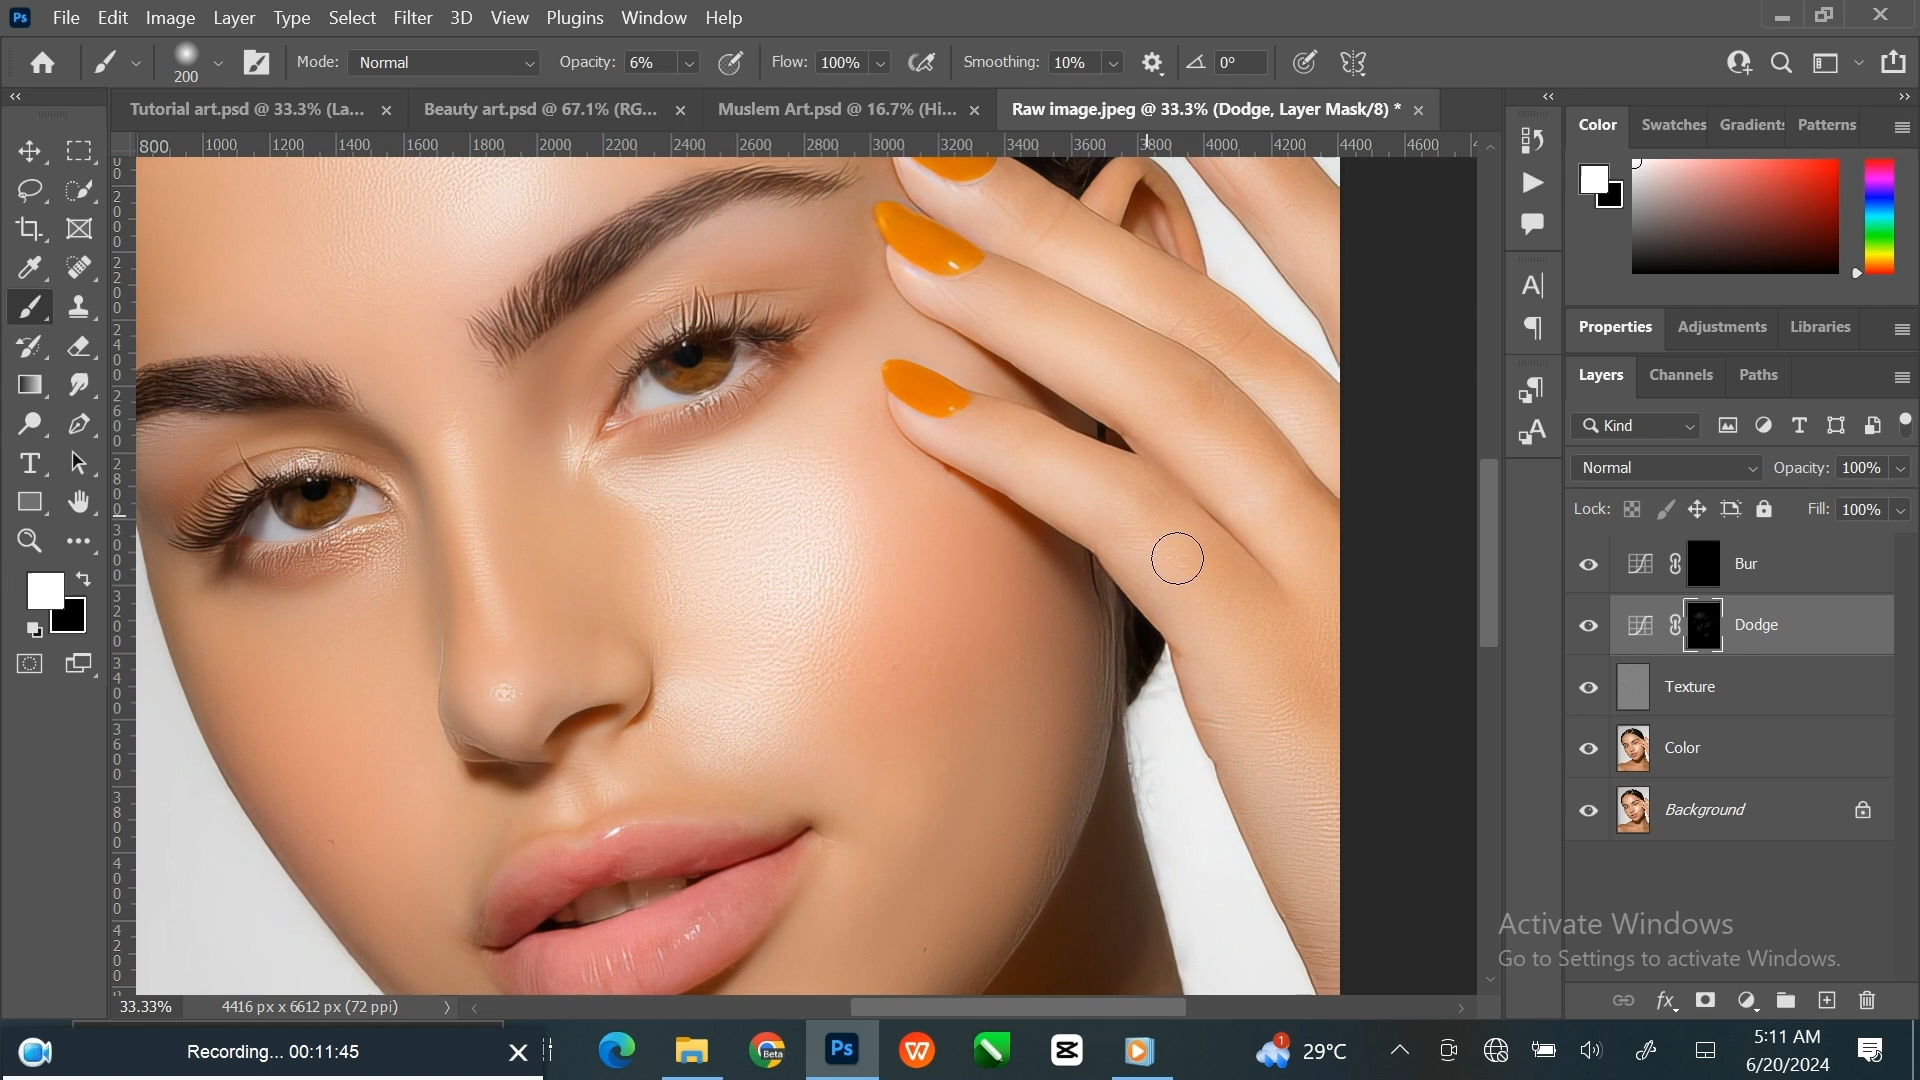 Ps File Edit Image Layer Type Select Filter 3D View Plugins Window Help
200 Mode: Normal Opacity: 6% Flow: 100% Smoothing: 10% 0°
Tutorial art.psd @ 33.3% (La... Beauty art.psd @ 67.1% (RG... Muslem Art.psd @ 16.7% (Hi... Raw image.jpeg @ 33.3% (Dodge, Layer Mask/8) *
800 1000 1200 1400 1600 1800 2000 2200 2400 2600 2800 3000 3200 3400 3600 3800 4000 4200 4400 4600
Color Swatches Gradients Patterns
Properties Adjustments Libraries
Layers Channels Paths
Kind
Normal Opacity: 100%
Lock: Fill: 100%
Bur
Dodge
Texture
Color
Background
Activate Windows
Go to Settings to activate Windows.
33.33% 4416 px x 6612 px (72 ppi)
Recording... 00:11:45
Beta
Ps
1
29°C
5:11 AM
6/20/2024